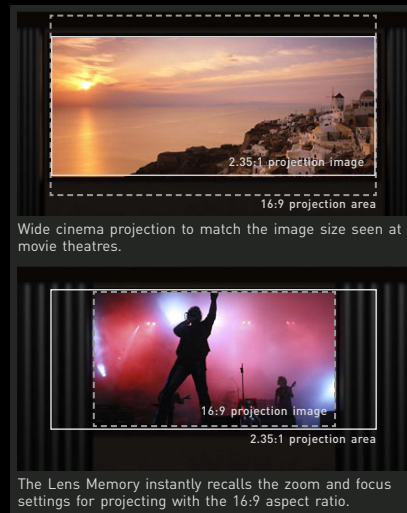 2.35:1 projection image
16:9 projection area
Wide cinema projection to match the image size seen at
movie theatres.
16:9 projection image
2.35:1 projection area
The Lens Memory instantly recalls the zoom and focus
settings for projecting with the 16:9 aspect ratio.